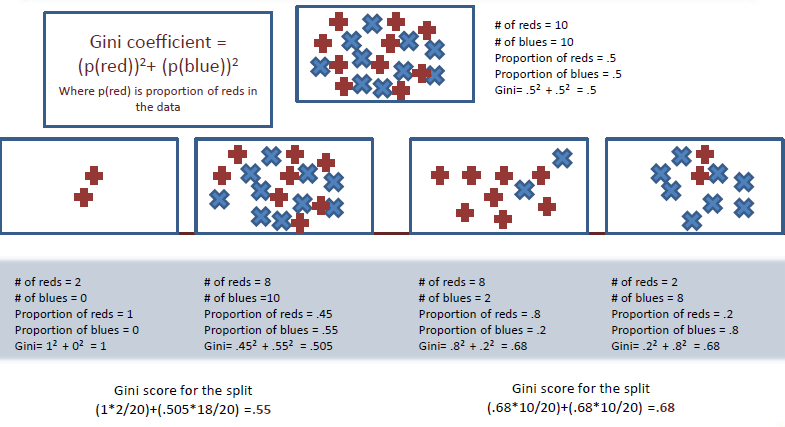 Gini coefficient =
(p(red))²+ (p(blue))²
Where p(red) is proportion of reds in
the data
# of reds = 10
# of blues = 10
Proportion of reds = .5
Proportion of blues = .5
Gini= .5² + .5² = .5
# of reds = 2
# of blues = 0
Proportion of reds = 1
Proportion of blues = 0
Gini= 1² + 0² = 1
# of reds = 8
# of blues =10
Proportion of reds = .45
Proportion of blues = .55
Gini= .45² + .55² = .505
# of reds = 8
# of blues = 2
Proportion of reds = .8
Proportion of blues = .2
Gini= .8² + .2² = .68
# of reds = 2
# of blues = 8
Proportion of reds = .2
Proportion of blues = .8
Gini= .2² + .8² = .68
Gini score for the split
(1*2/20)+(.505*18/20) =.55
Gini score for the split
(.68*10/20)+(.68*10/20) =.68